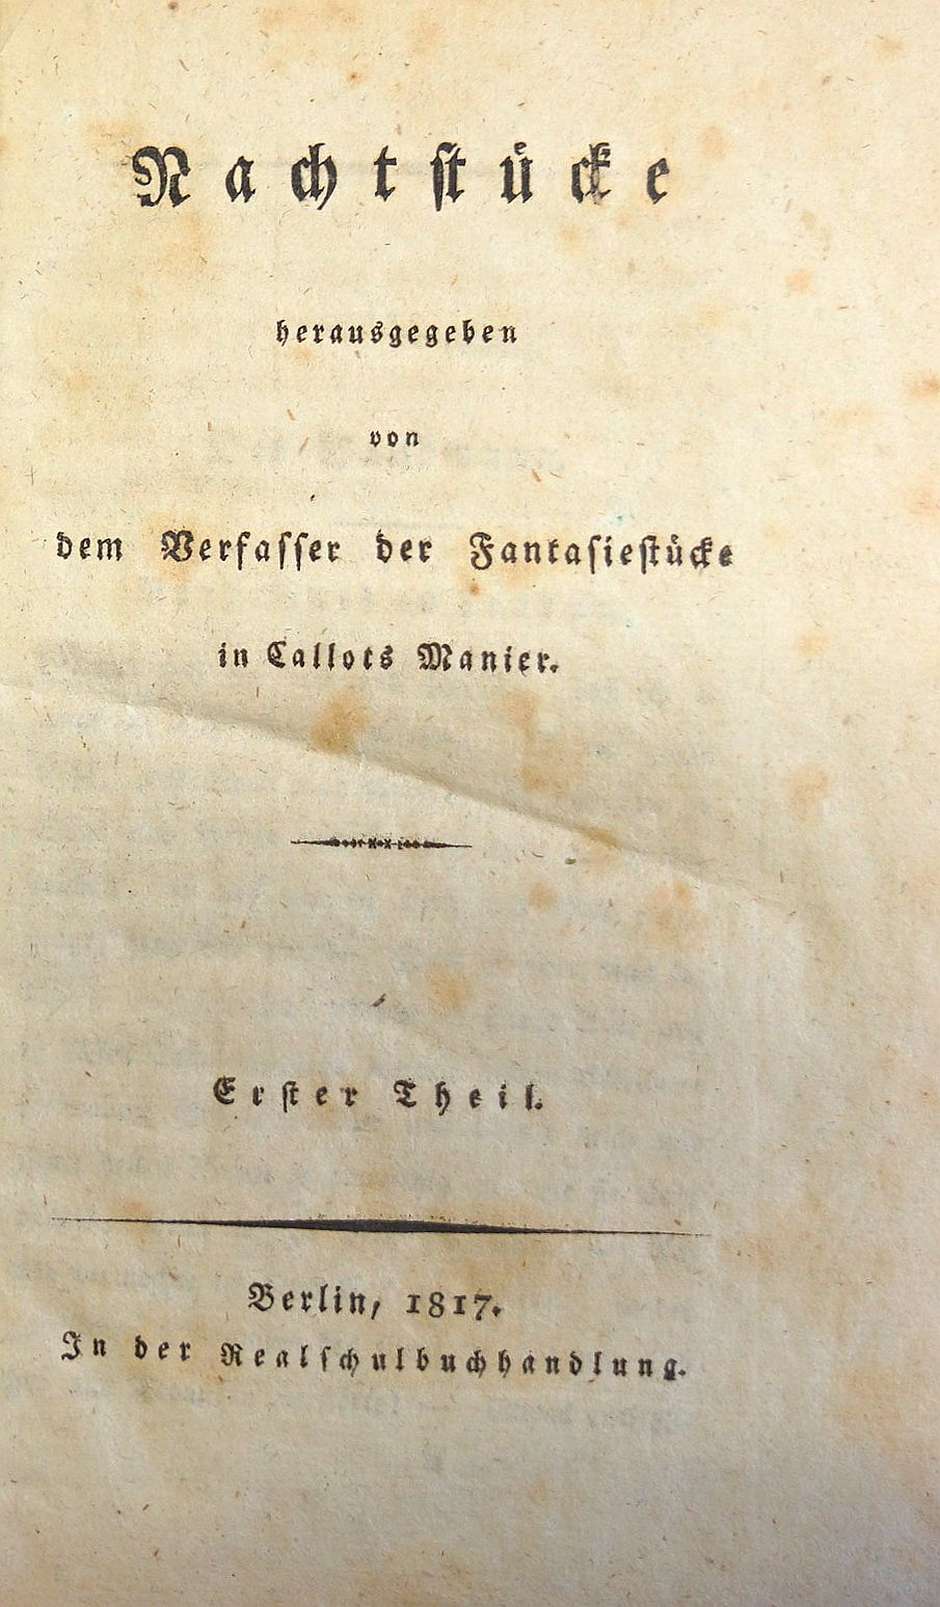 Nachtstücke
herausgegeben
von
dem Verfasser der Fantasiestücke
in Callots Manier.
Erster Theil.
Berlin, 1817.
In der Realschulbuchhandlung.